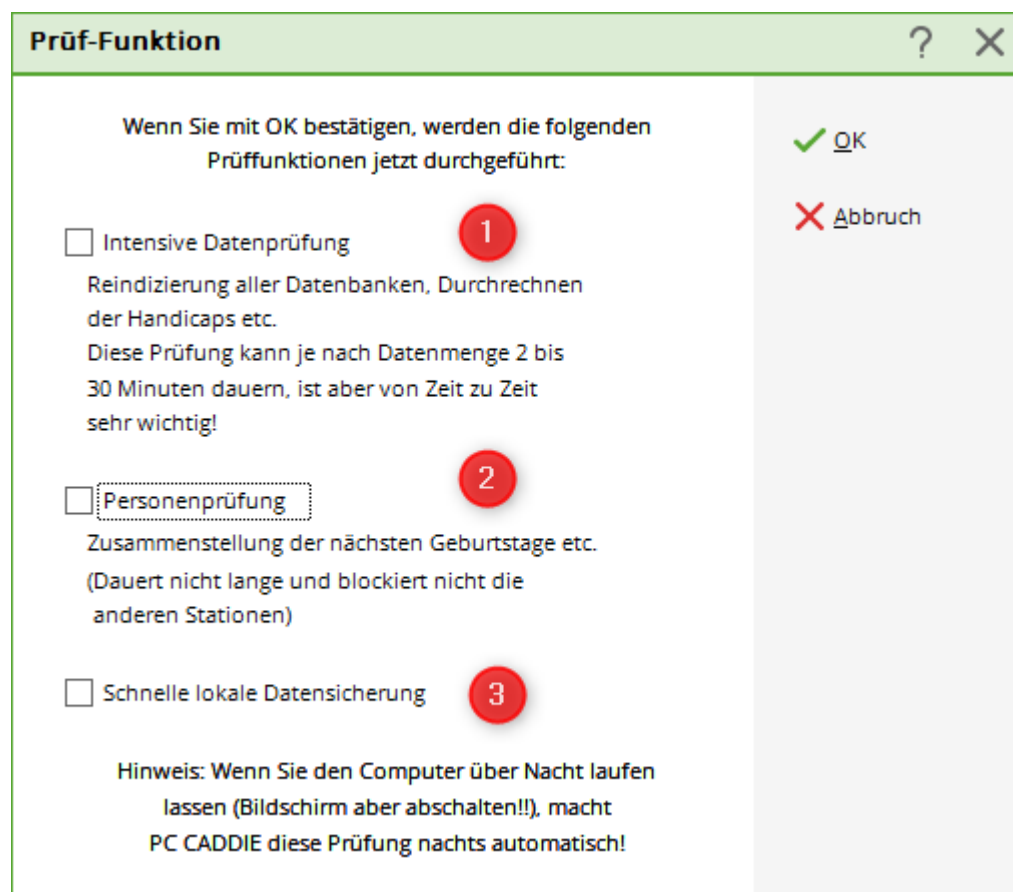 Prüf-Funktion
Wenn Sie mit OK bestätigen, werden die folgenden
Prüffunktionen jetzt durchgeführt:
OK
Abbruch
1
Intensive Datenprüfung
Reindizierung aller Datenbanken, Durchrechnen
der Handicaps etc.
Diese Prüfung kann je nach Datenmenge 2 bis
30 Minuten dauern, ist aber von Zeit zu Zeit
sehr wichtig!
2
Personenprüfung
Zusammenstellung der nächsten Geburtstage etc.
(Dauert nicht lange und blockiert nicht die
anderen Stationen)
Schnelle lokale Datensicherung
3
Hinweis: Wenn Sie den Computer über Nacht laufen
lassen (Bildschirm aber abschalten!!), macht
PC CADDIE diese Prüfung nachts automatisch!